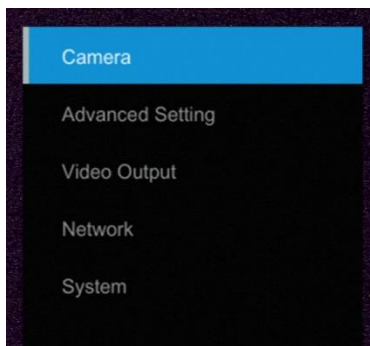 Camera
Advanced Setting
Video Output
Network
System